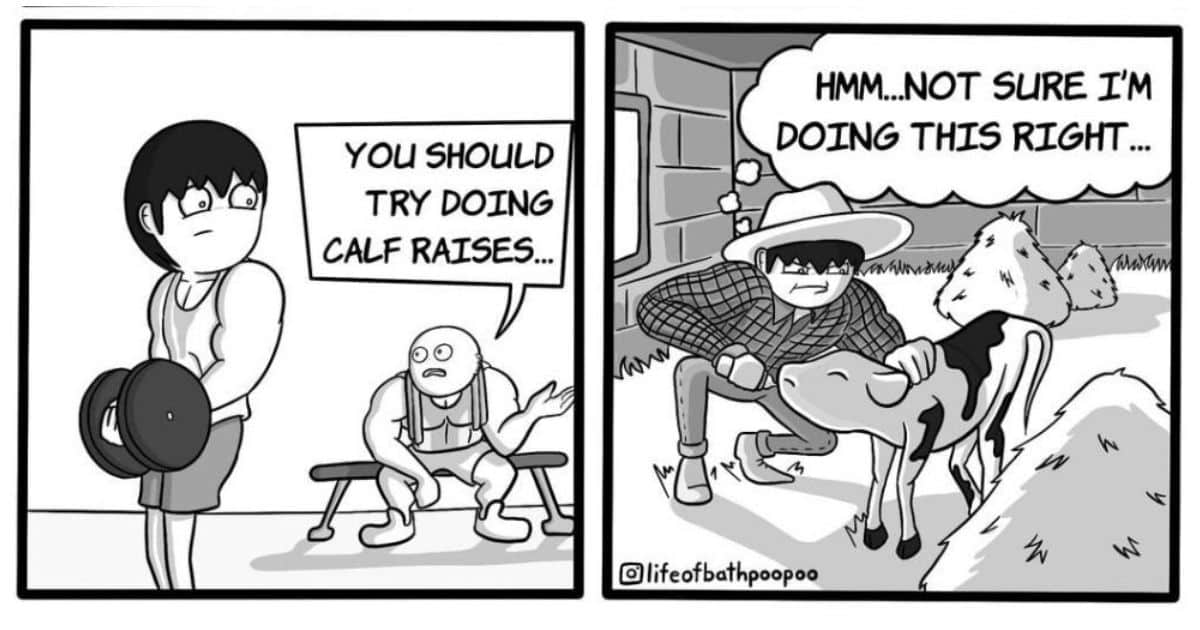 YOU SHOULD
TRY DOING
CALF RAISES...
HMM...NOT SURE I'M
DOING THIS RIGHT...
lifeofbathpoopoo